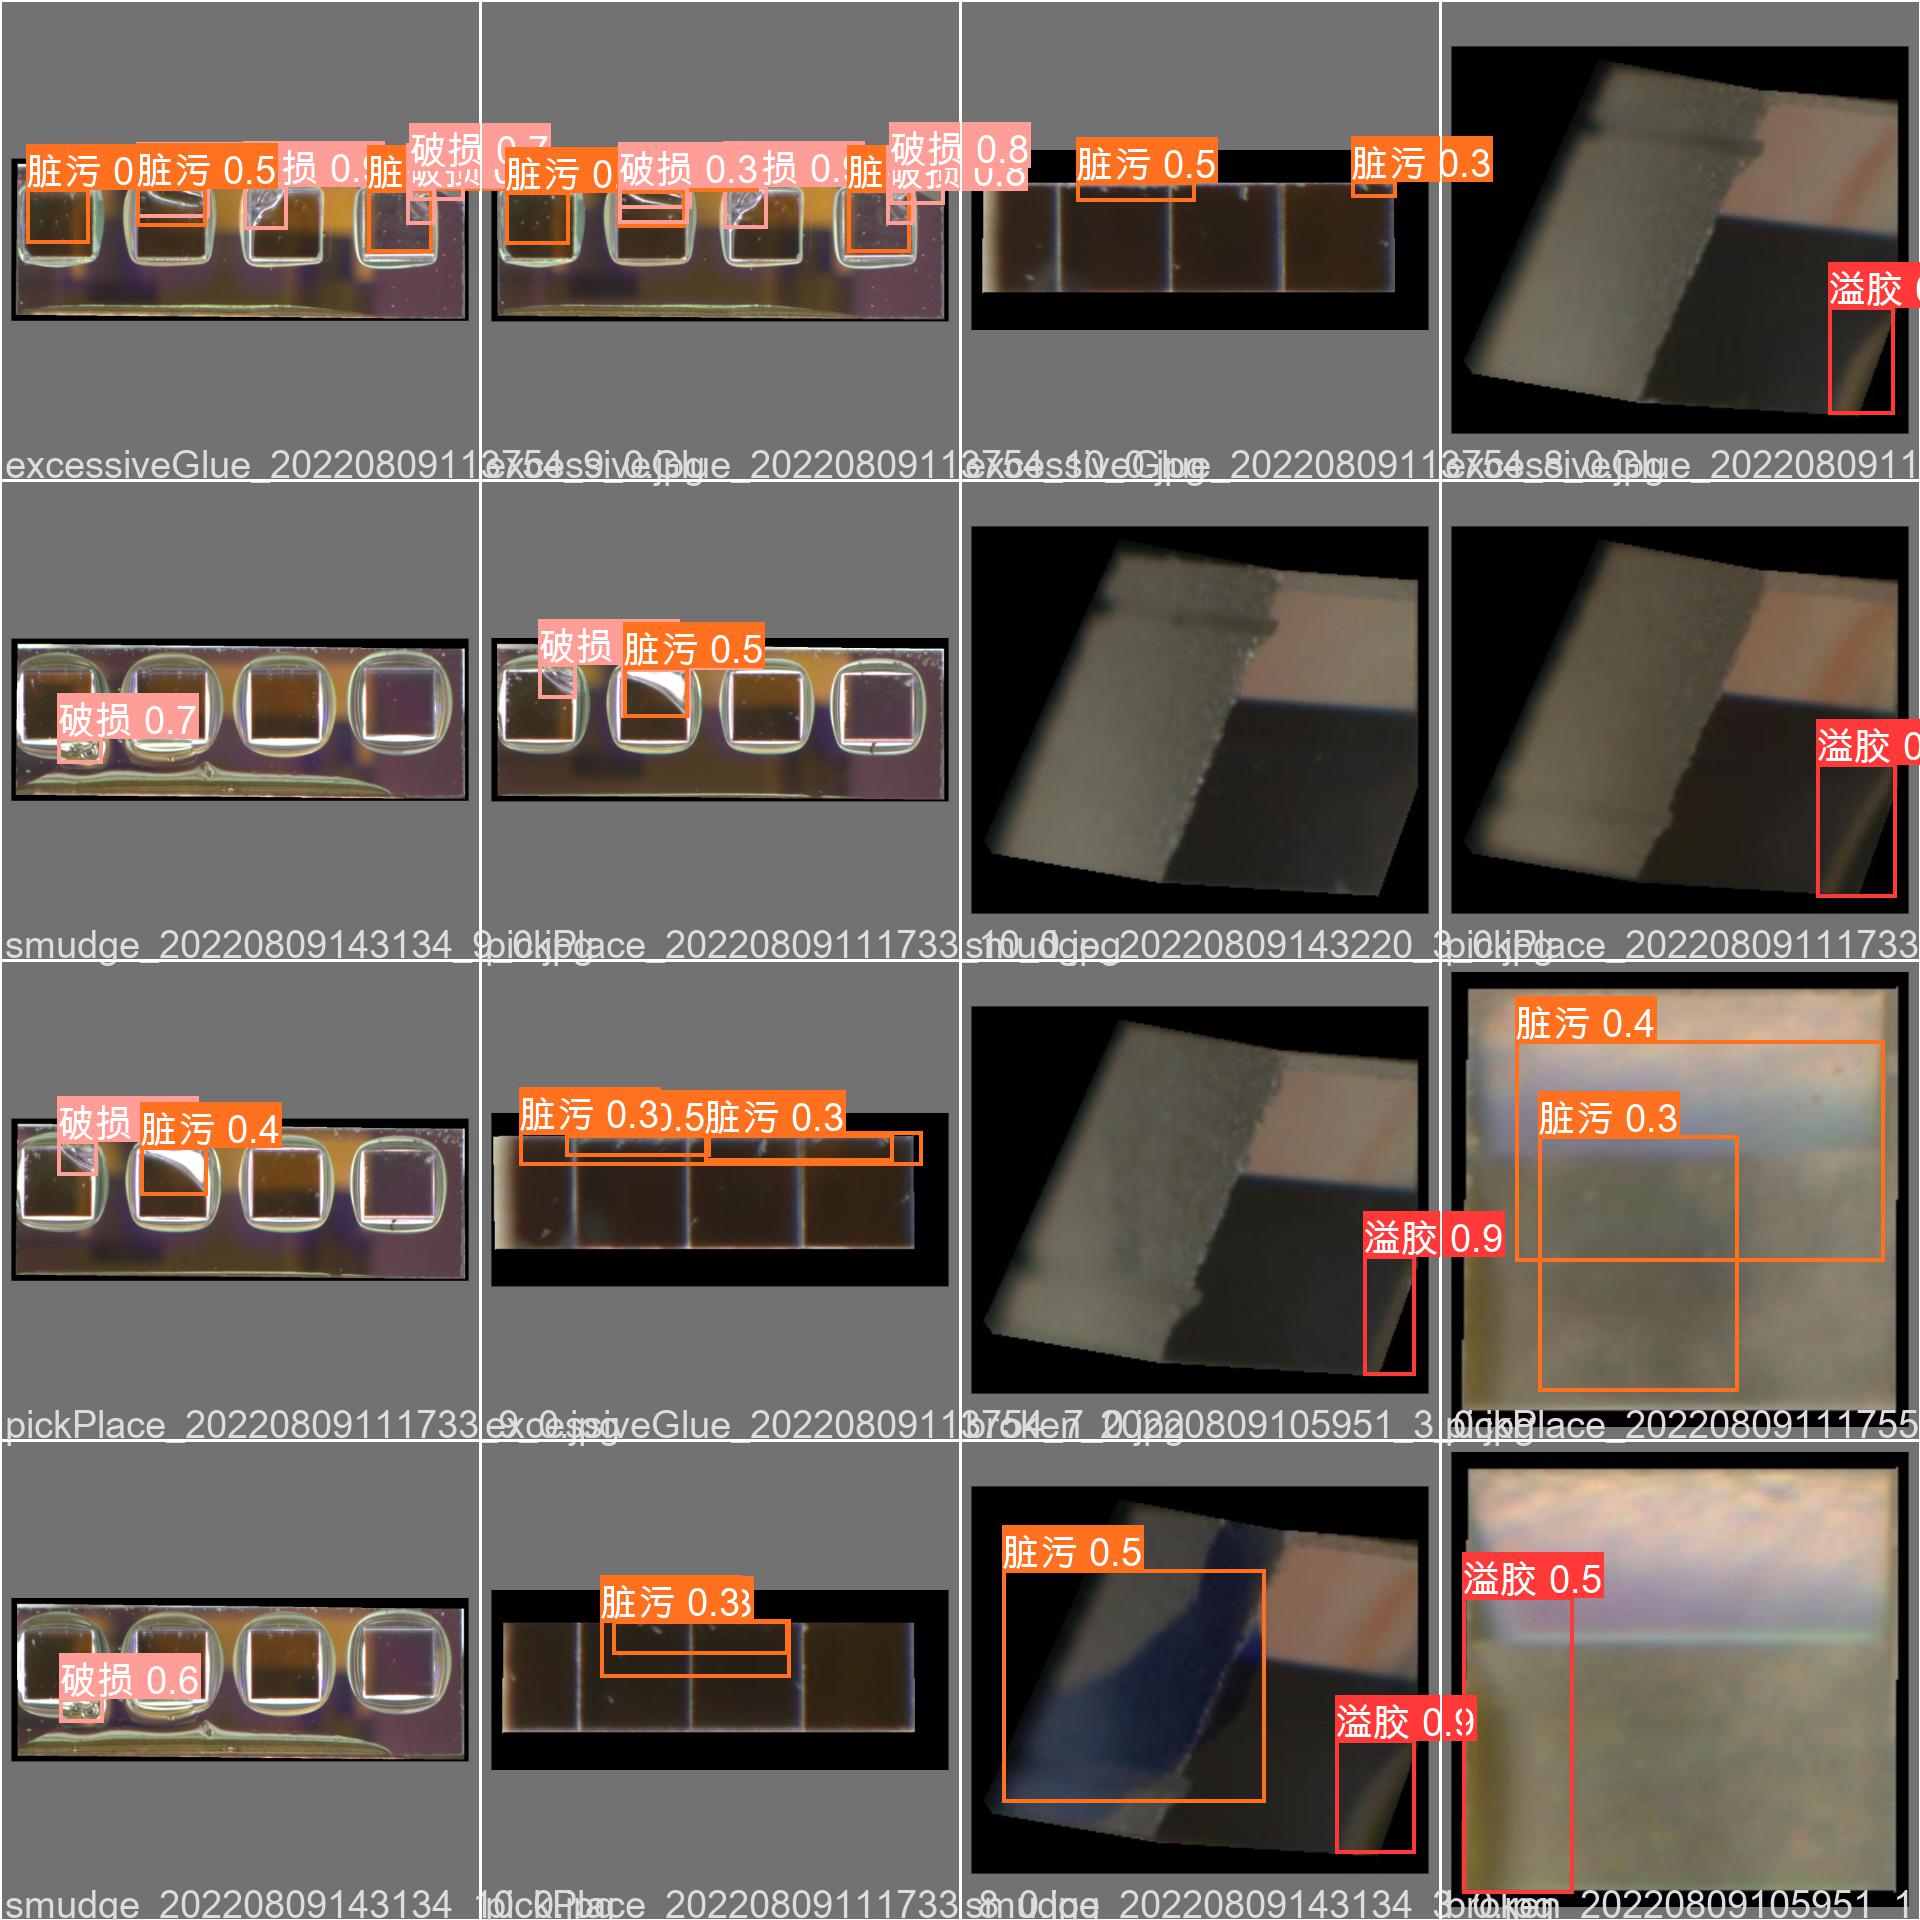 脏污 0
脏污 0.5
损 0.9
脏
破损 0.7
破损
脏污 0.
破损 0.3
损 0.9
脏
破损 0.8
破损 0.8
脏污 0.5
脏污 0.3
溢胶
excessiveGlue_20220809113754_9_0.jpg
excessiveGlue_20220809113754_10_0.jpg
excessiveGlue_20220809113754_8_0.jpg
excessiveGlue_2022080911
破损 0.7
破损
脏污 0.5
溢胶 0
smudge_20220809143134_9_0.jpg
pickPlace_20220809111733_10_0.jpg
smudge_20220809143220_3_0.jpg
pickPlace_20220809111733
破损
脏污 0.4
脏污 0.3
0.5
脏污 0.3
溢胶 0.9
脏污 0.4
脏污 0.3
pickPlace_20220809111733_9_0.jpg
excessiveGlue_20220809113754_7_0.jpg
broken_20220809105951_3_0.jpg
pickPlace_20220809111755
破损 0.6
脏污 0.3
脏污 0.5
溢胶 0.9
溢胶 0.5
smudge_20220809143134_10_0.jpg
pickPlace_20220809111733_8_0.jpg
smudge_20220809143134_3_0.jpg
broken_20220809105951_1